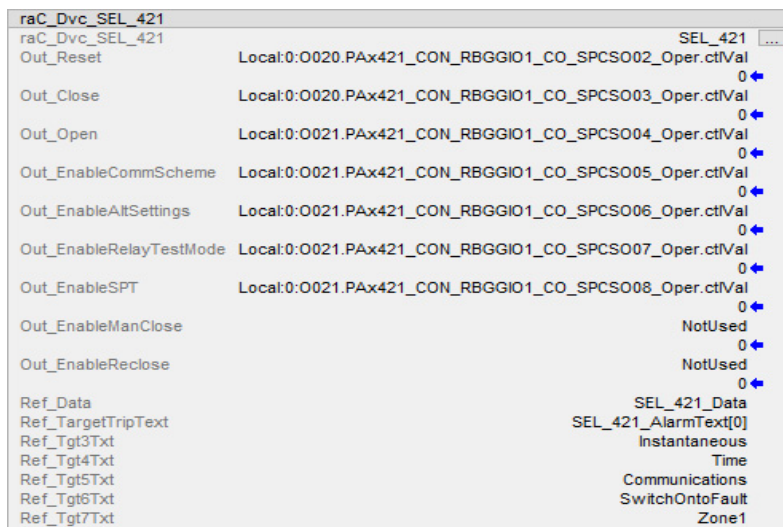 raC_Dvc_SEL_421
raC_Dvc_SEL_421 SEL_421 ...
Out_Reset Local:0:O020.PAx421_CON_RBGGIO1_CO_SPCSO02_Oper.ctlVal
0
Out_Close Local:0:O020.PAx421_CON_RBGGIO1_CO_SPCSO03_Oper.ctlVal
0
Out_Open Local:0:O021.PAx421_CON_RBGGIO1_CO_SPCSO04_Oper.ctlVal
0
Out_EnableCommScheme Local:0:O021.PAx421_CON_RBGGIO1_CO_SPCSO05_Oper.ctlVal
0
Out_EnableAltSettings Local:0:O021.PAx421_CON_RBGGIO1_CO_SPCSO06_Oper.ctlVal
0
Out_EnableRelayTestMode Local:0:O021.PAx421_CON_RBGGIO1_CO_SPCSO07_Oper.ctlVal
0
Out_EnableSPT Local:0:O021.PAx421_CON_RBGGIO1_CO_SPCSO08_Oper.ctlVal
0
Out_EnableManClose NotUsed
0
Out_EnableReclose NotUsed
0
Ref_Data SEL_421_Data
Ref_TargetTripText SEL_421_AlarmText[0]
Ref_Tgt3Txt Instantaneous
Ref_Tgt4Txt Time
Ref_Tgt5Txt Communications
Ref_Tgt6Txt SwitchOntoFault
Ref_Tgt7Txt Zone1